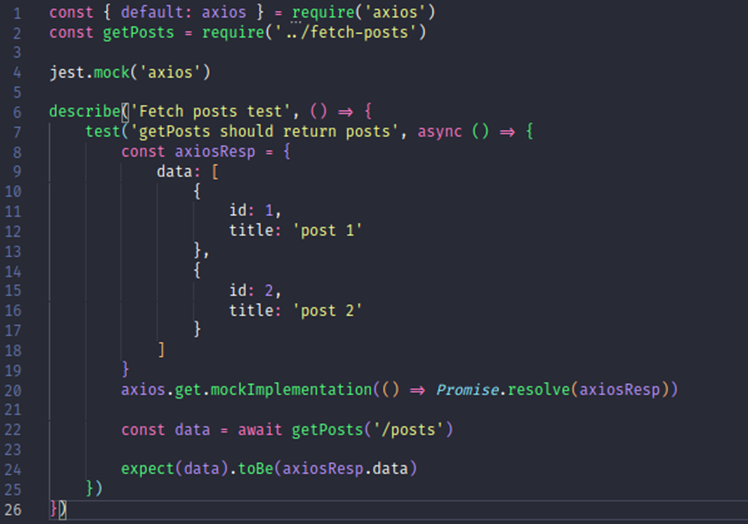 1 const { default: axios } = require('axios')
2 const getPosts = require('../fetch-posts')
3
4 jest.mock('axios')
5
6 describe('Fetch posts test', () => {
7 test('getPosts should return posts', async () => {
8 const axiosResp = {
9 data: [
10 {
11 id: 1,
12 title: 'post 1'
13 },
14 {
15 id: 2,
16 title: 'post 2'
17 }
18 ]
19 }
20 axios.get.mockImplementation(() => Promise.resolve(axiosResp))
21
22 const data = await getPosts('/posts')
23
24 expect(data).toBe(axiosResp.data)
25 })
26 })